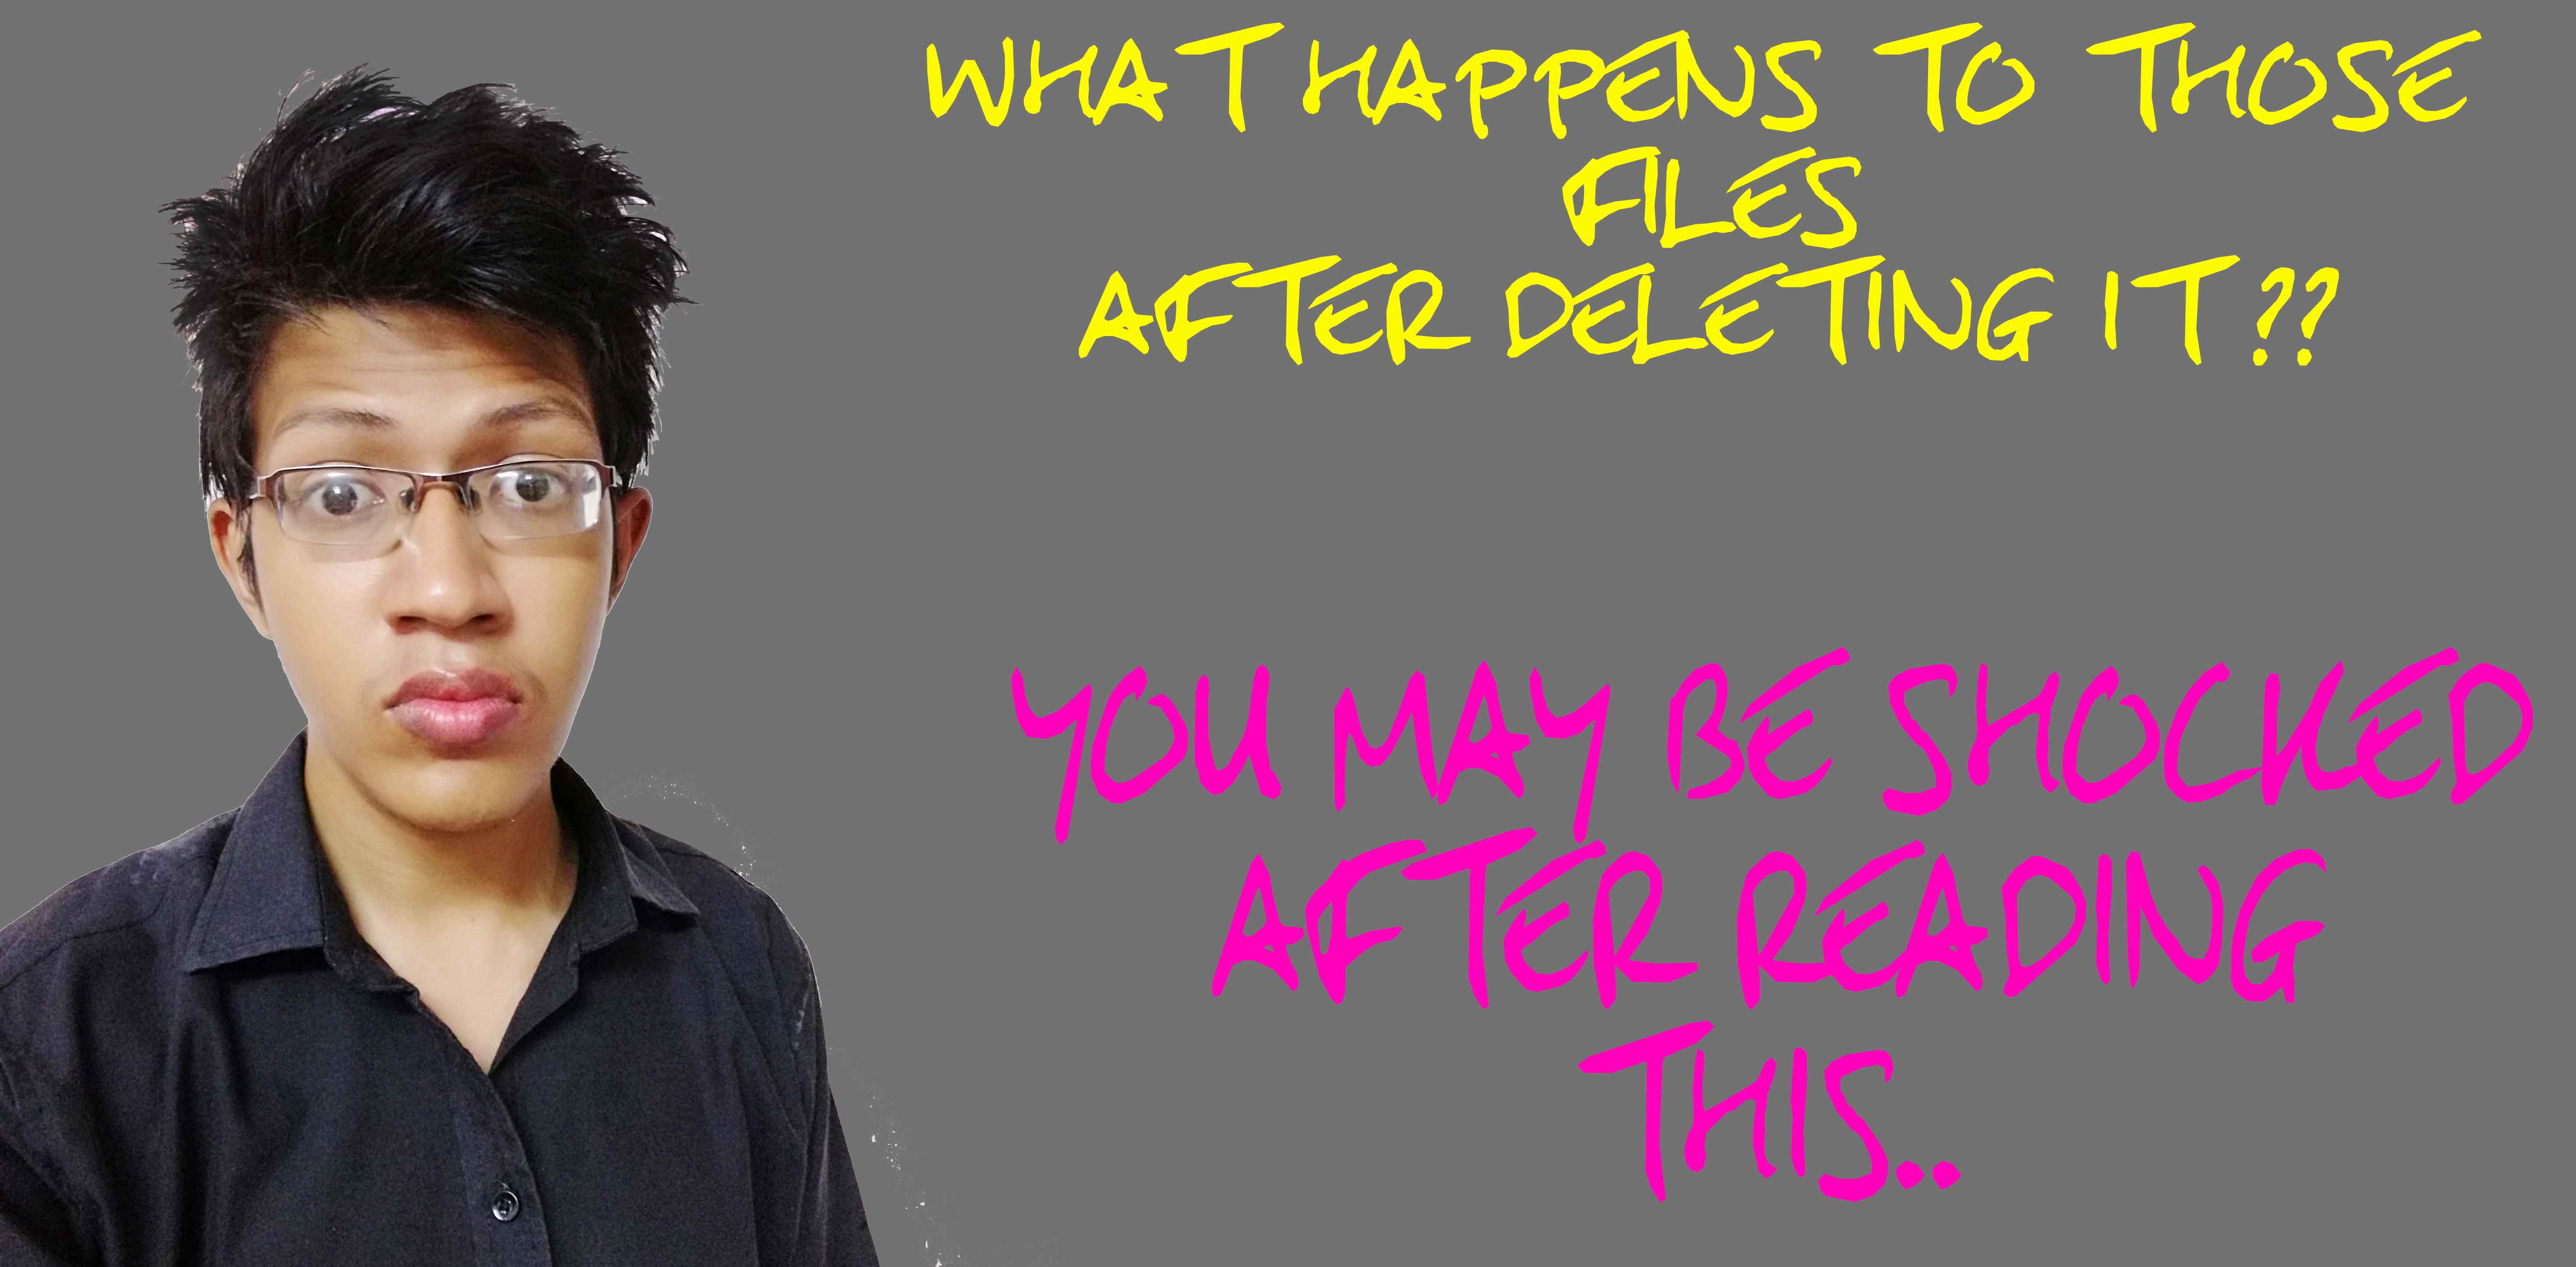 WHAT HAPPENS TO THOSE
FILES
AFTER DELETING IT??
YOU MAY BE SHOCKED
AFTER READING
THIS..